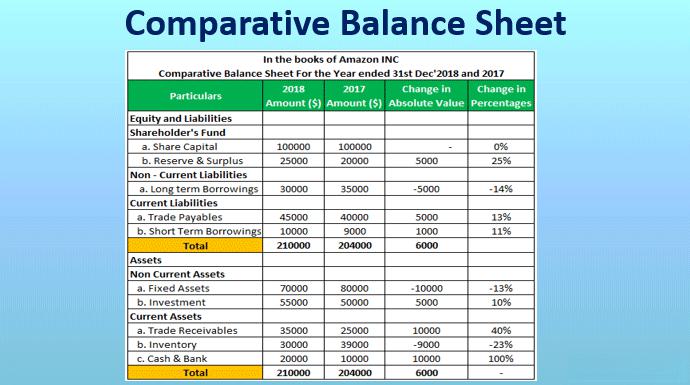 Comparative Balance Sheet
In the books of Amazon INC
Comparative Balance Sheet For the Year ended 31st Dec'2018 and 2017
Particulars 2018 Amount ($) 2017 Amount ($) Change in Absolute Value Change in Percentages
Equity and Liabilities
Shareholder's Fund
a. Share Capital 100000 100000 - 0%
b. Reserve & Surplus 25000 20000 5000 25%
Non - Current Liabilities
a. Long term Borrowings 30000 35000 -5000 -14%
Current Liabilities
a. Trade Payables 45000 40000 5000 13%
b. Short Term Borrowings 10000 9000 1000 11%
Total 210000 204000 6000
Assets
Non Current Assets
a. Fixed Assets 70000 80000 -10000 -13%
b. Investment 55000 50000 5000 10%
Current Assets
a. Trade Receivables 35000 25000 10000 40%
b. Inventory 30000 39000 -9000 -23%
c. Cash & Bank 20000 10000 10000 100%
Total 210000 204000 6000 -